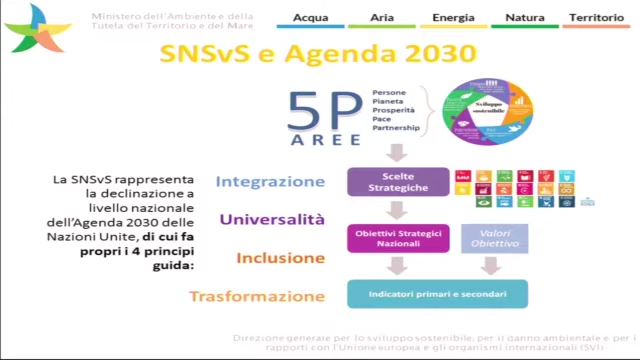 Ministero dell'Ambiente e della
Tutela del Territorio e del Mare
Acqua
Aria
Energia
Natura
Territorio
SNSvS e Agenda 2030
5P
AREE
Persone
Pianeta
Prosperità
Pace
Partnership
Sviluppo
sostenibile
La SNSvS rappresenta
la declinazione a
livello nazionale
dell'Agenda 2030 delle
Nazioni Unite, di cui fa
propri i 4 principi
guida:
Integrazione
Universalità
Inclusione
Trasformazione
Scelte
Strategiche
Obiettivi Strategici
Nazionali
Valori
Obiettivo
Indicatori primari e secondari
Direzione generale per lo sviluppo sostenibile, per il danno ambientale e per i
rapporti con l'Unione europea e gli organismi internazionali (SVI)